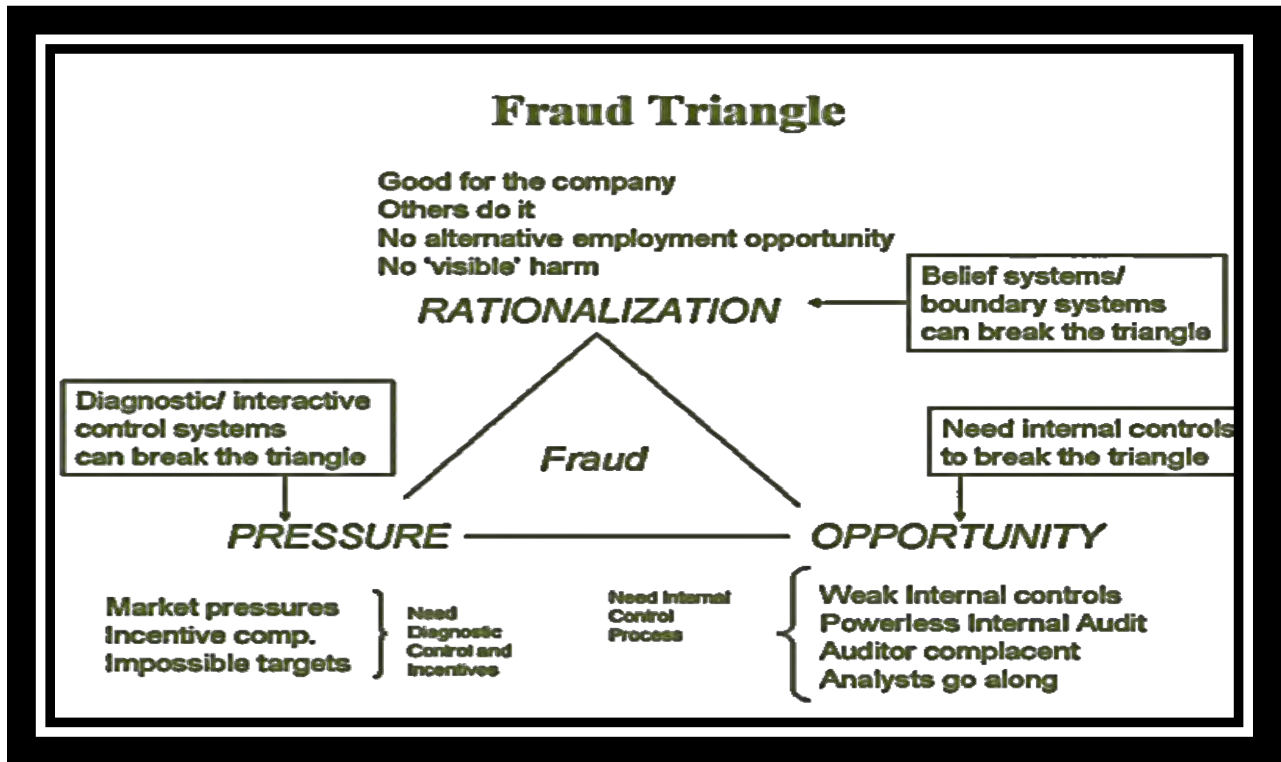 Fraud Triangle
Good for the company
Others do it
No alternative employment opportunity
No 'visible' harm
RATIONALIZATION
Belief systems/
boundary systems
can break the triangle
Diagnostic/ interactive
control systems
can break the triangle
Fraud
Need internal controls
to break the triangle
PRESSURE
OPPORTUNITY
Market pressures
Incentive comp.
Impossible targets
Need
Diagnostic
Control and
Incentives
Need Internal
Control
Process
Weak Internal controls
Powerless Internal Audit
Auditor complacent
Analysts go along